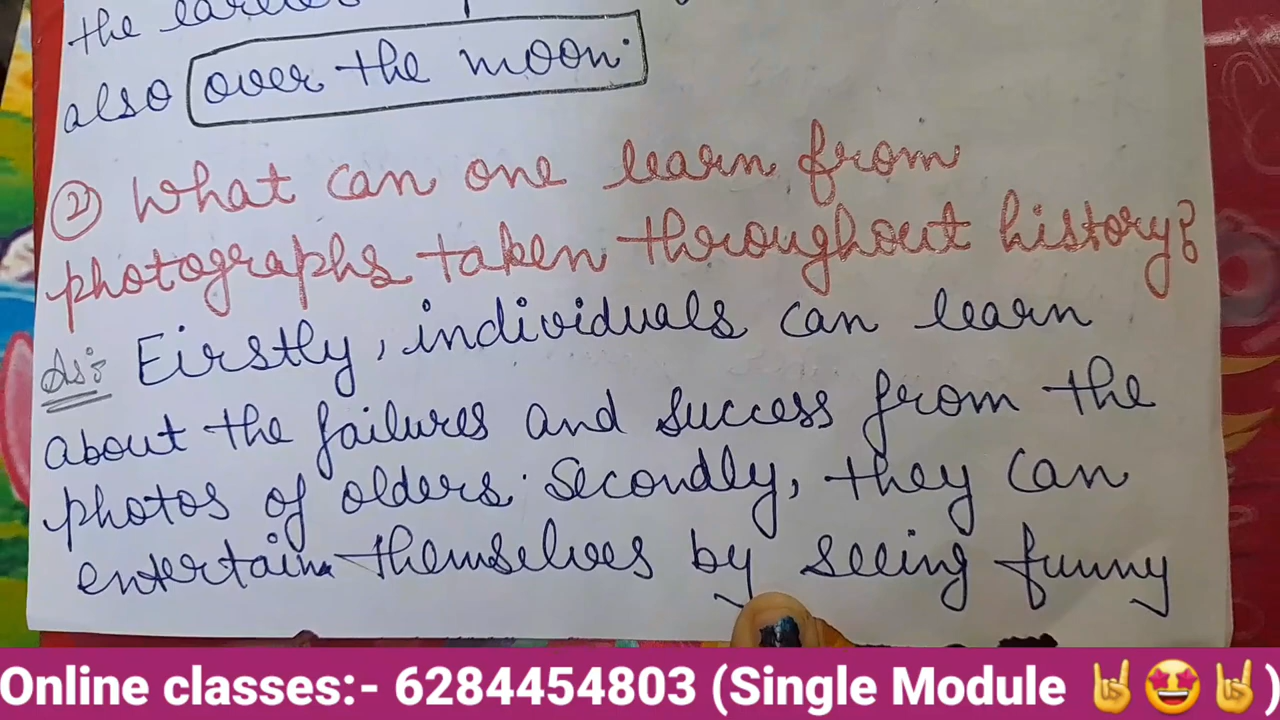 the
also over the moon.
② What can one learn from
photographs taken throughout history?
As:- Firstly, individuals can learn
about the failures and success from the
photos of olders. Secondly, they can
entertain themselves by seeing funny
Online classes:- 6284454803 (Single Module 🤘🤩🤘)